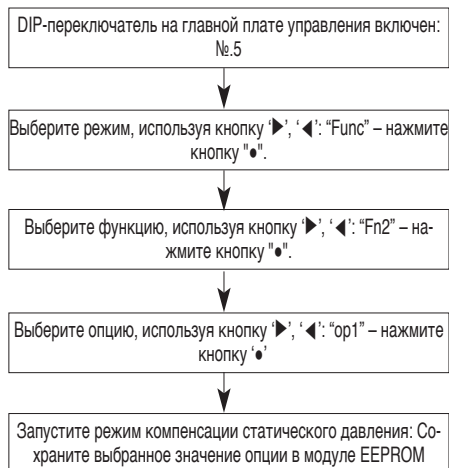 DIP-переключатель на главной плате управления включен:
№.5
Выберите режим, используя кнопку ‘▶’, ‘◀’: “Func” – нажмите
кнопку "●".
Выберите функцию, используя кнопку ‘▶’, ‘◀’: “Fn2” – на-
жмите кнопку "●".
Выберите опцию, используя кнопку ‘▶’, ‘◀’: “op1” – нажмите
кнопку ‘●’
Запустите режим компенсации статического давления: Со-
храните выбранное значение опции в модуле EEPROM